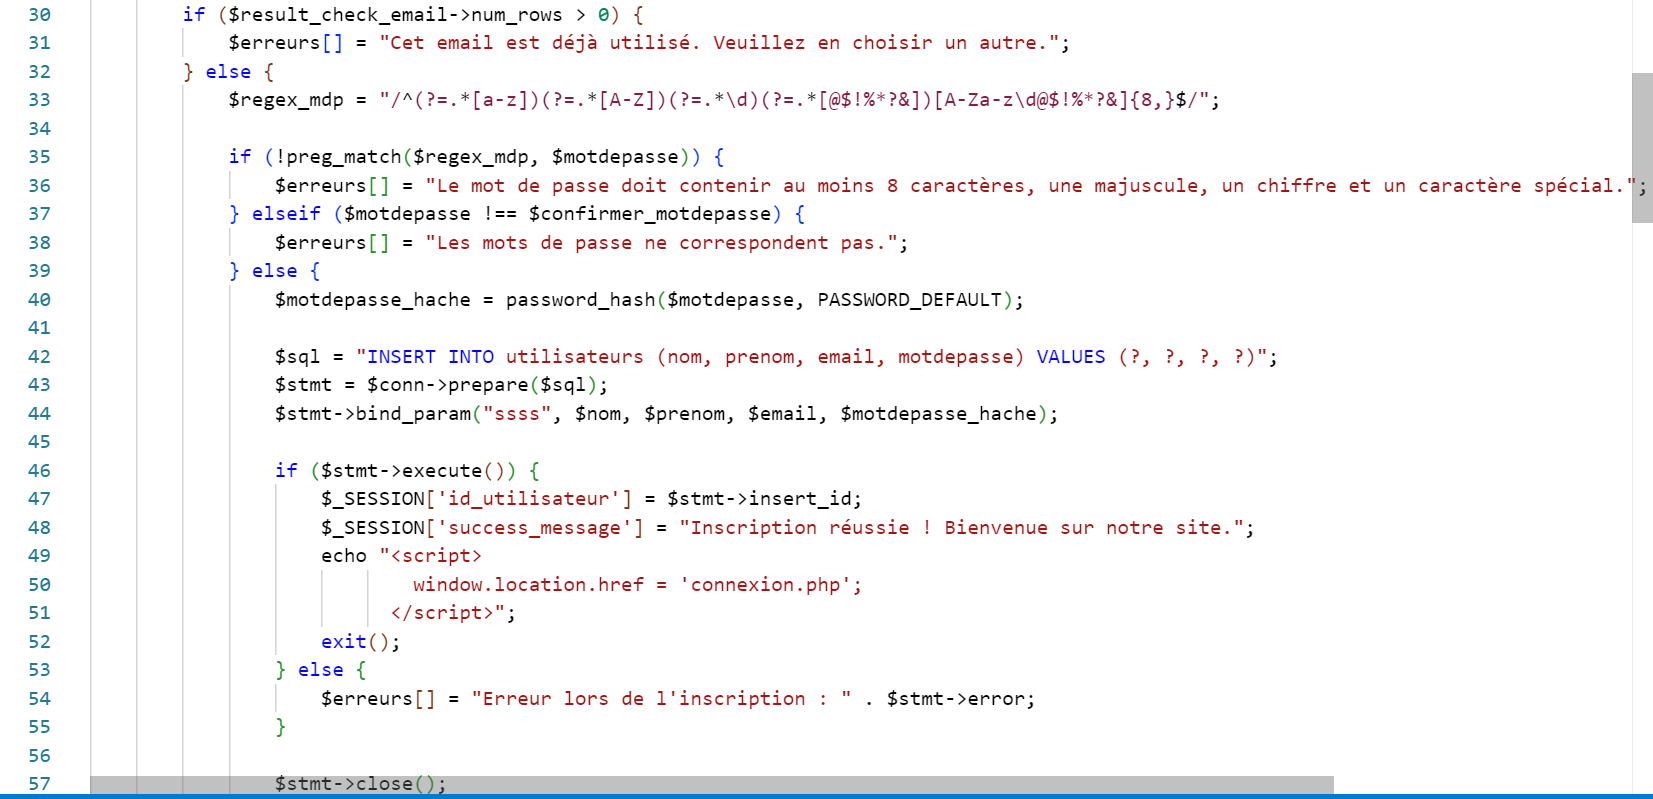 30 if ($result_check_email->num_rows > 0) {
31 $erreurs[] = "Cet email est déjà utilisé. Veuillez en choisir un autre.";
32 } else {
33 $regex_mdp = "/^(?=.*[a-z])(?=.*[A-Z])(?=.*\d)(?=.*[@$!%*?&])[A-Za-z\d@$!%*?&]{8,}$/";
34
35 if (!preg_match($regex_mdp, $motdepasse)) {
36 $erreurs[] = "Le mot de passe doit contenir au moins 8 caractères, une majuscule, un chiffre et un caractère spécial.";
37 } elseif ($motdepasse !== $confirmer_motdepasse) {
38 $erreurs[] = "Les mots de passe ne correspondent pas.";
39 } else {
40 $motdepasse_hache = password_hash($motdepasse, PASSWORD_DEFAULT);
41
42 $sql = "INSERT INTO utilisateurs (nom, prenom, email, motdepasse) VALUES (?, ?, ?, ?)";
43 $stmt = $conn->prepare($sql);
44 $stmt->bind_param("ssss", $nom, $prenom, $email, $motdepasse_hache);
45
46 if ($stmt->execute()) {
47 $_SESSION['id_utilisateur'] = $stmt->insert_id;
48 $_SESSION['success_message'] = "Inscription réussie ! Bienvenue sur notre site.";
49 echo "<script>
50 window.location.href = 'connexion.php';
51 </script>";
52 exit();
53 } else {
54 $erreurs[] = "Erreur lors de l'inscription : " . $stmt->error;
55 }
56
57 $stmt->close();